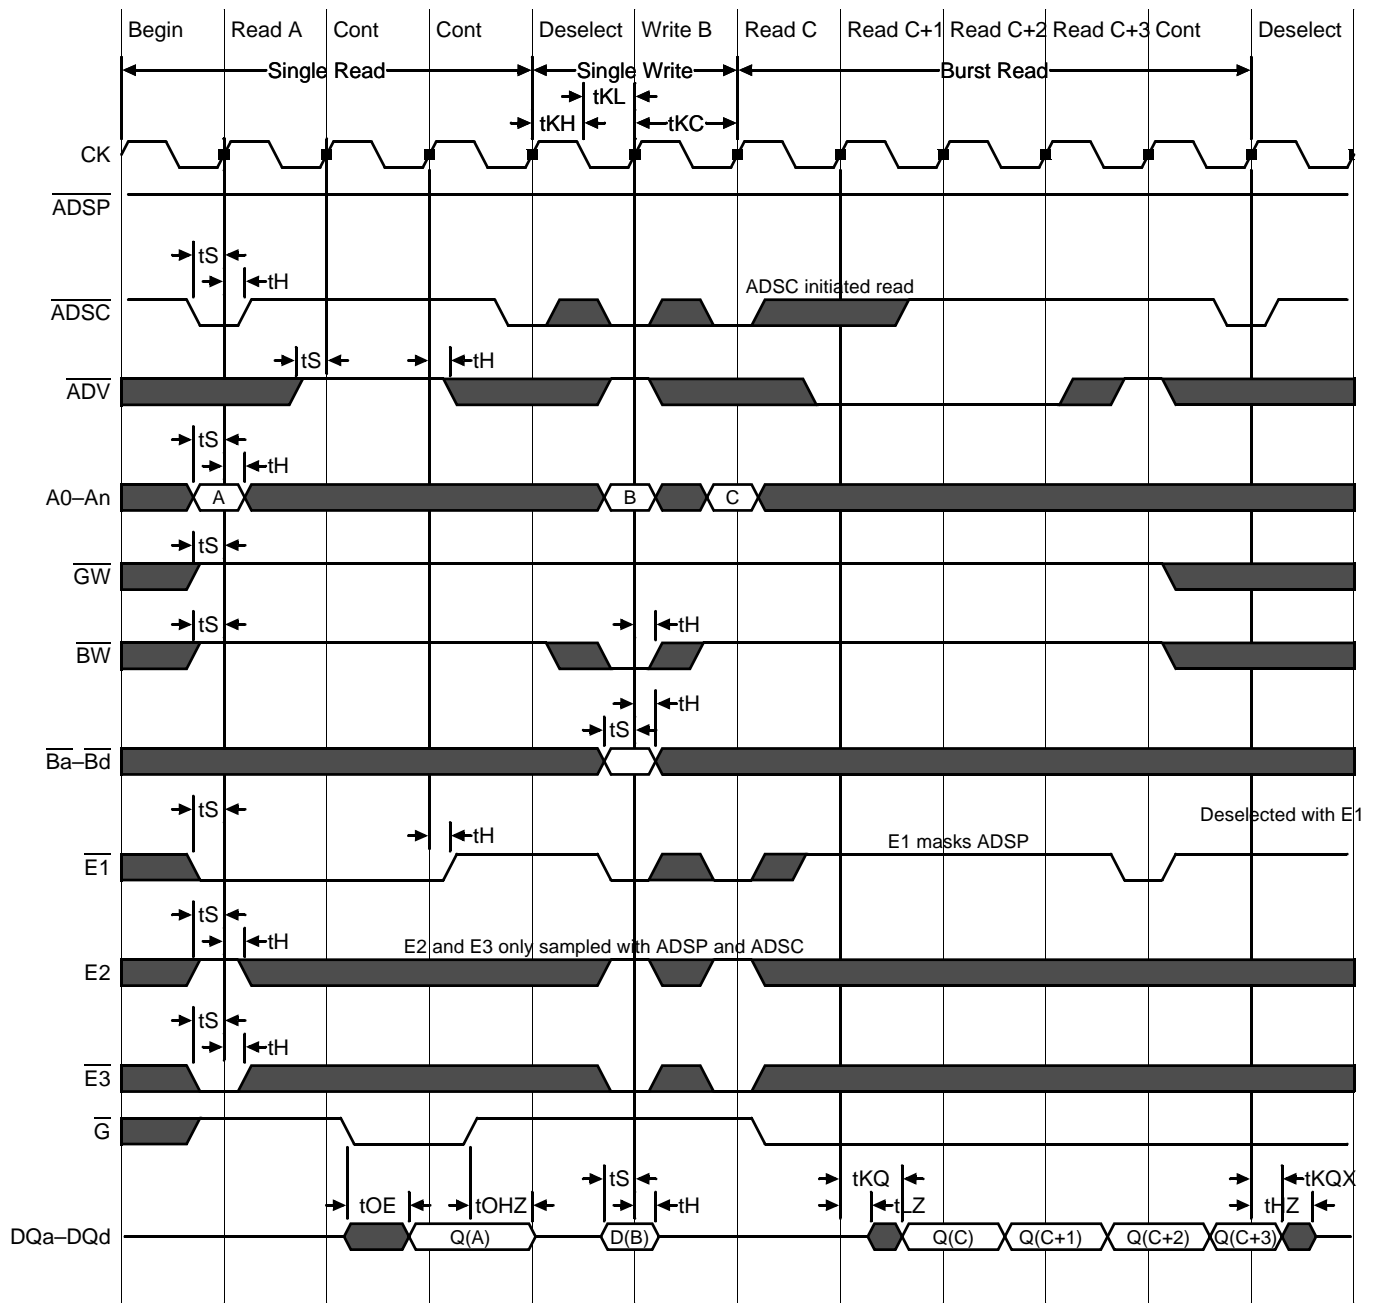 Begin Read A Cont Cont Deselect Write B Read C Read C+1 Read C+2 Read C+3 Cont Deselect
Single Read Single Write Burst Read
tKL
tKH tKC
CK
ADSP
tS
tH
ADSC initiated read
ADSC
tS tH
ADV
tS
tH
A0–An A B C
tS
GW
tS tH
BW
tH
tS
Ba–Bd
tS
Deselected with E1
tH
E1 masks ADSP
E1
tS
tH
E2 and E3 only sampled with ADSP and ADSC
E2
tS
tH
E3
G
tS tKQ tKQX
tOE tOHZ tH tLZ tHZ
DQa–DQd Q(A) D(B) Q(C) Q(C+1) Q(C+2) Q(C+3)